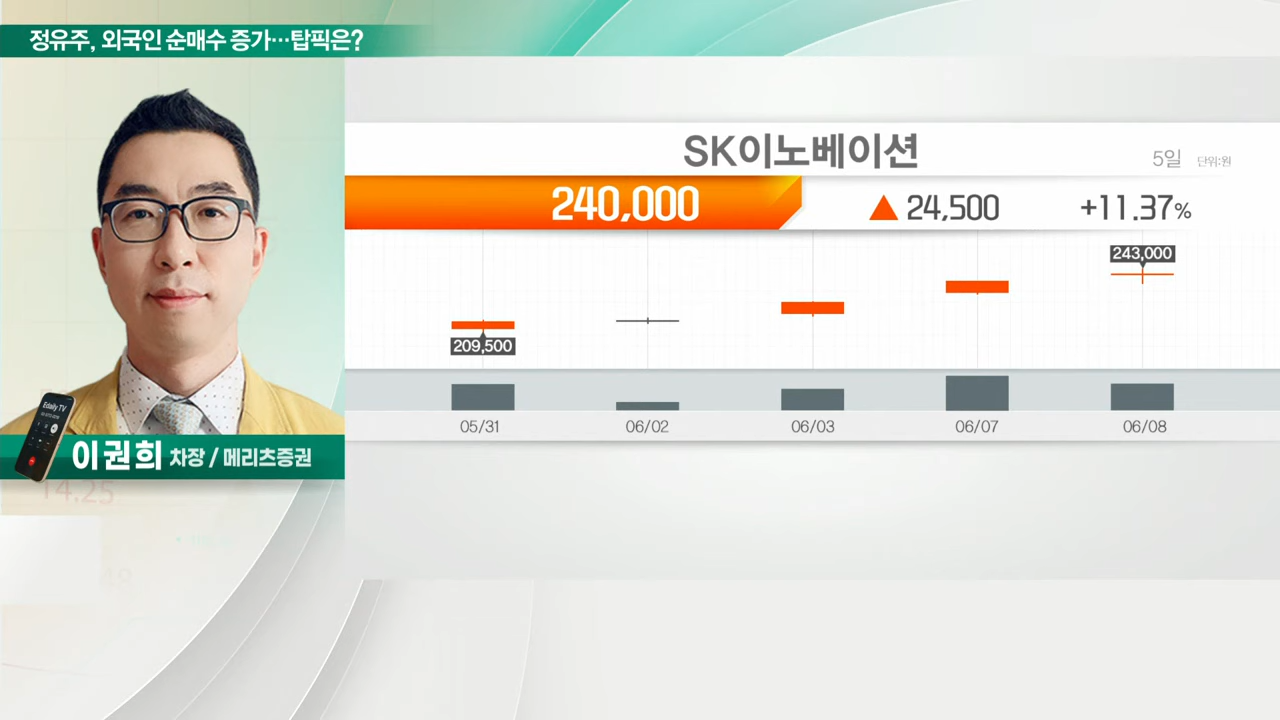 정유주, 외국인 순매수 증가…탑픽은?
SK이노베이션
5일 단위:원
240,000 ▲ 24,500 +11.37%
243,000
209,500
05/31 06/02 06/03 06/07 06/08
Edaily TV
이권희 차장 / 메리츠증권
14.25